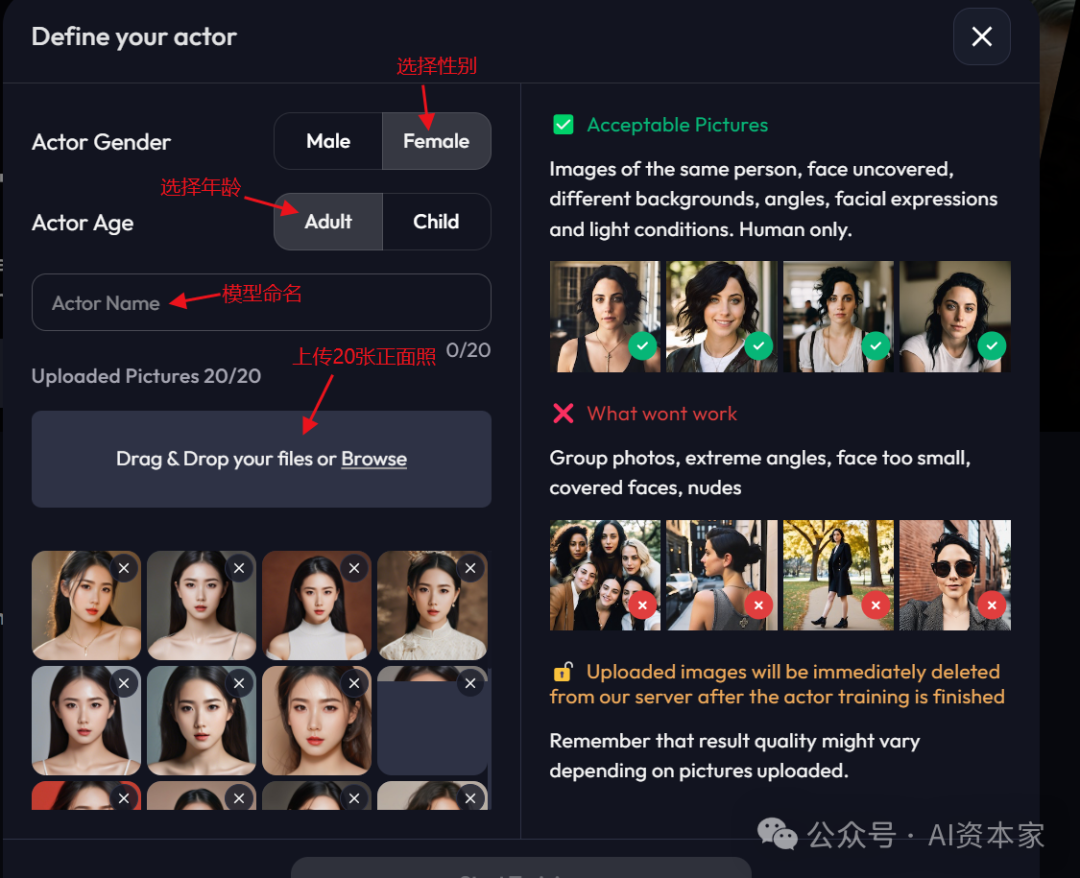 Define your actor
选择性别
Actor Gender
Male
Female
选择年龄
Actor Age
Adult
Child
Actor Name
模型命名
0/20
上传20张正面照
Uploaded Pictures 20/20
Drag & Drop your files or Browse
Acceptable Pictures
Images of the same person, face uncovered,
different backgrounds, angles, facial expressions
and light conditions. Human only.
What wont work
Group photos, extreme angles, face too small,
covered faces, nudes
Uploaded images will be immediately deleted
from our server after the actor training is finished
Remember that result quality might vary
depending on pictures uploaded.
公众号 · AI资本家